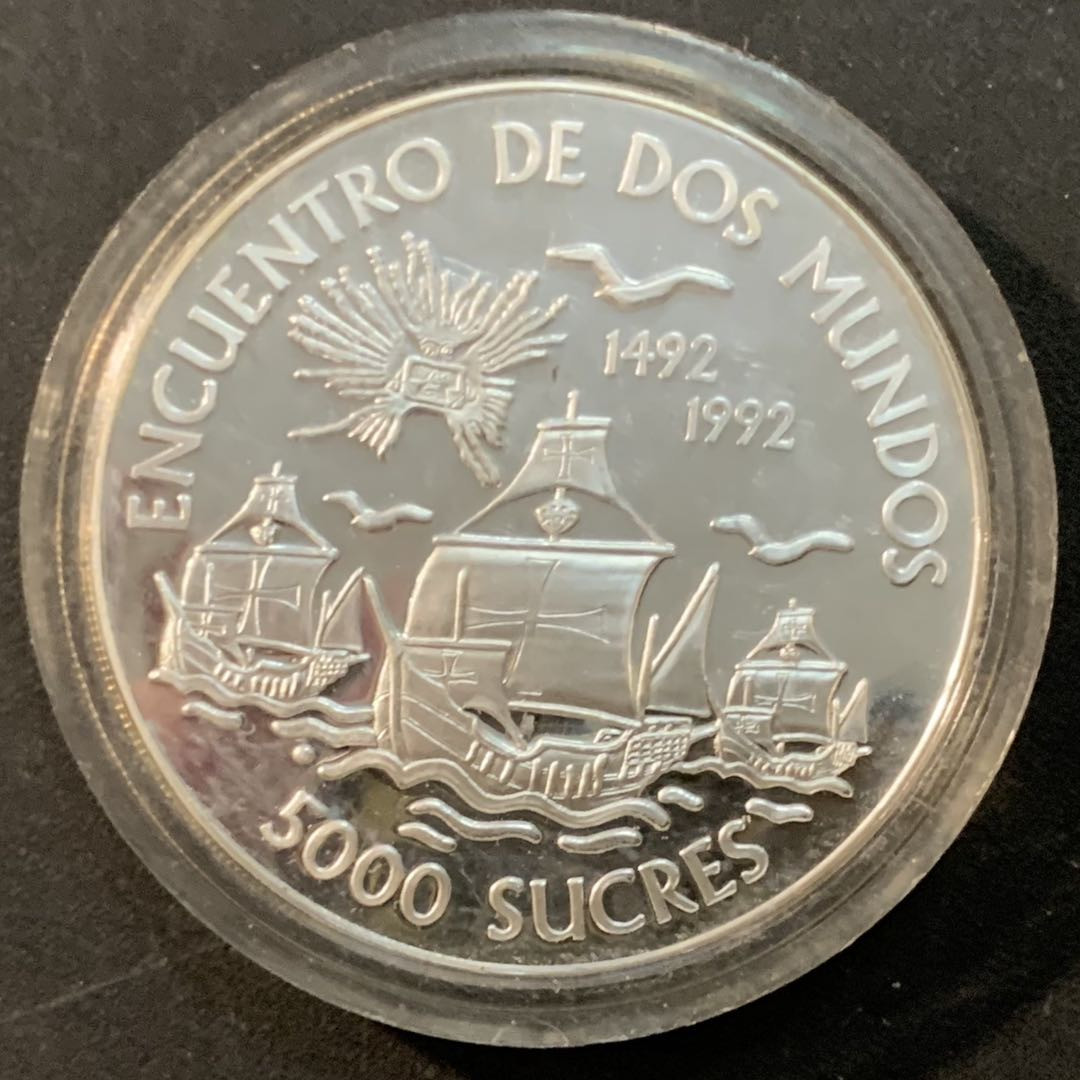 ENCUENTRO DE DOS MUNDOS
1492
1992
5000 SUCRES